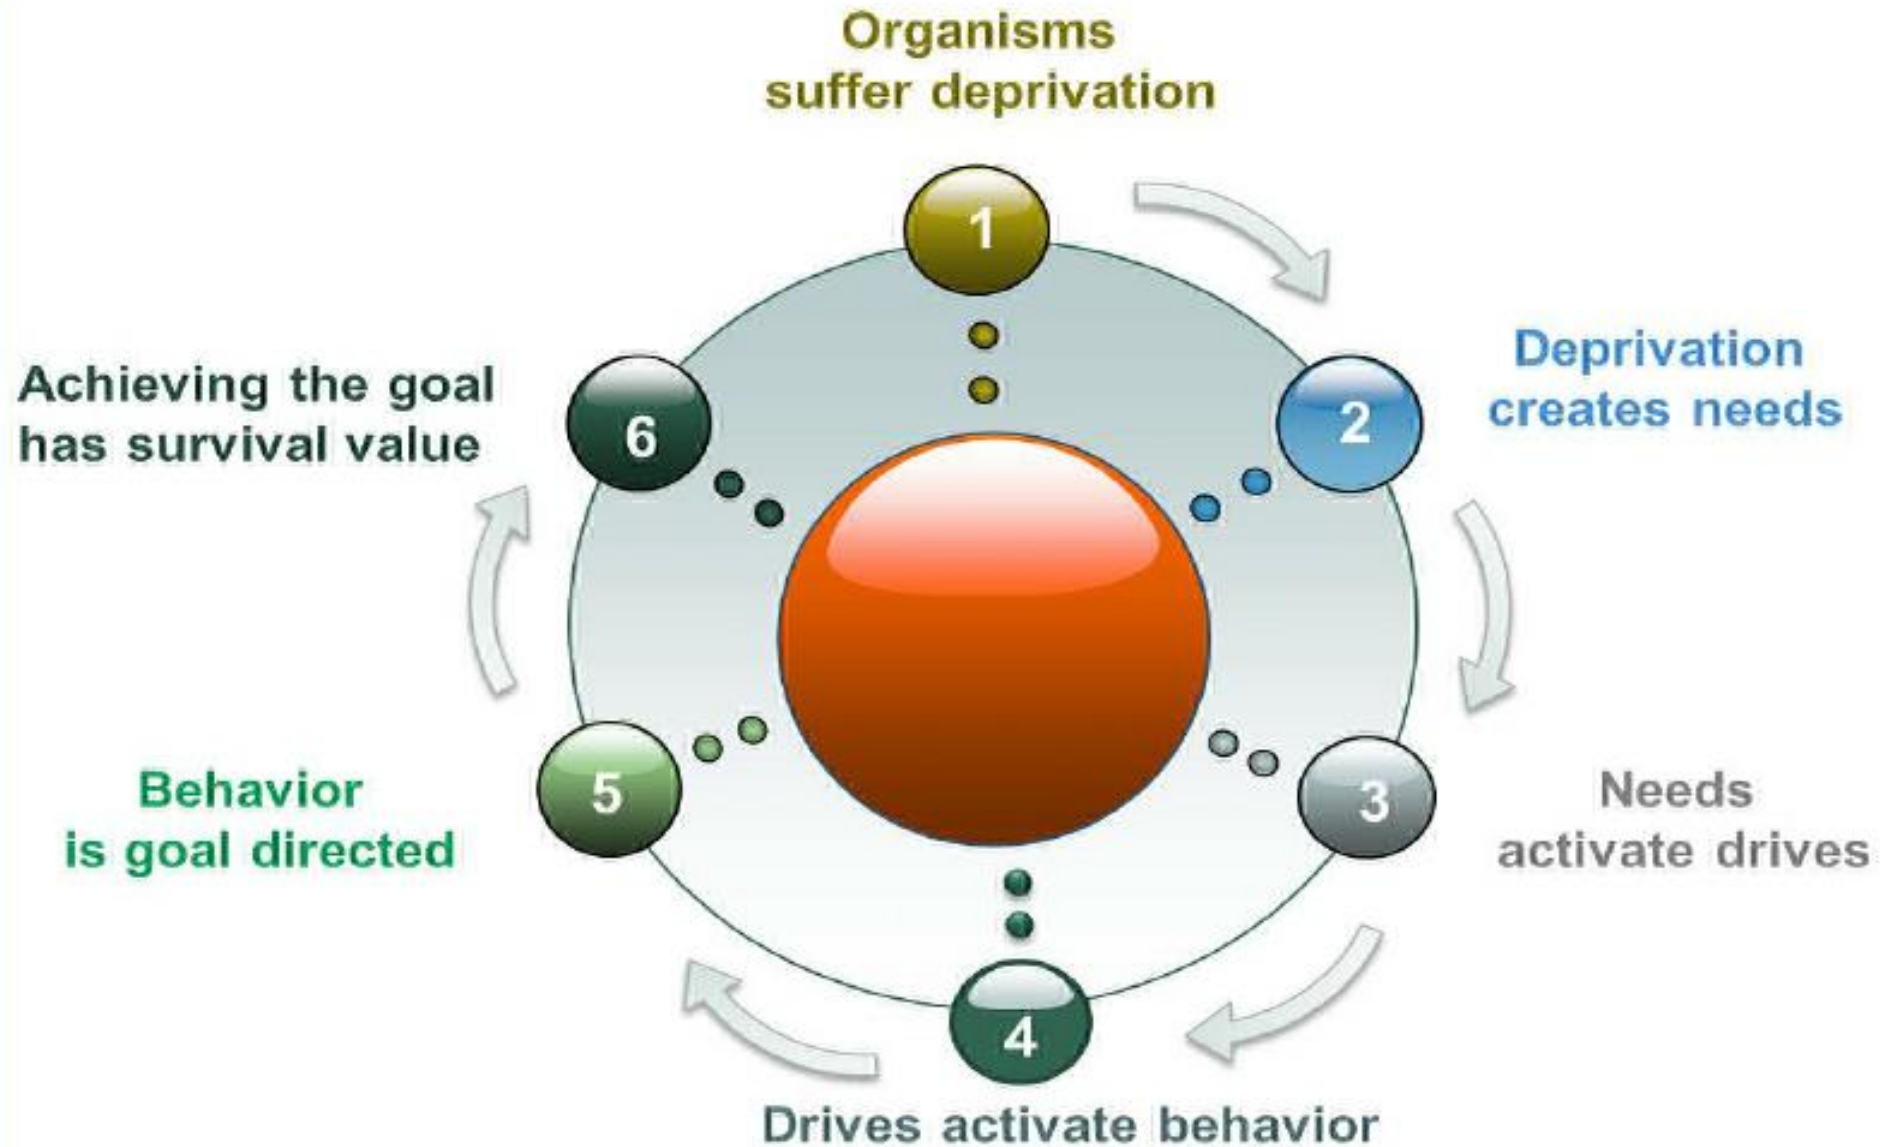 Organisms
suffer deprivation
1
Deprivation
creates needs
2
Needs
activate drives
3
Drives activate behavior
4
Behavior
is goal directed
5
Achieving the goal
has survival value
6